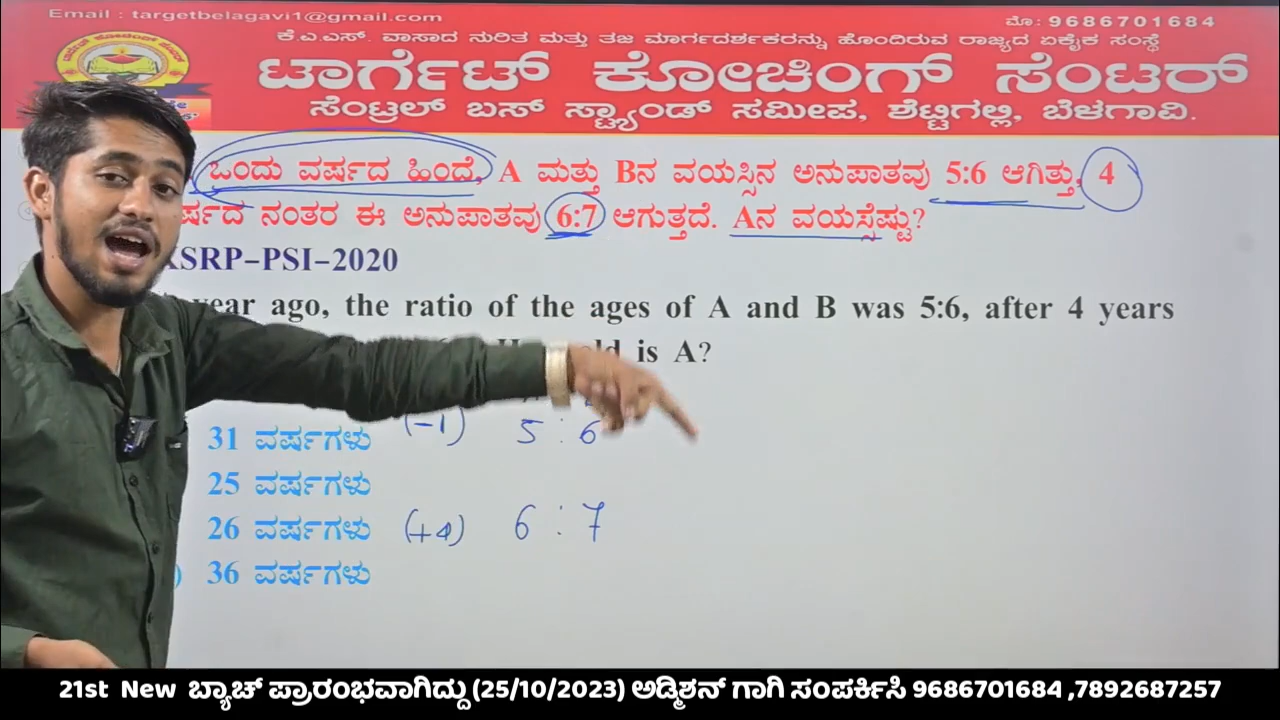 Email : targetbelagavi1@gmail.com
ಮೊ: 9686701684
ಕೆ.ಎ.ಎಸ್. ಪಾಸಾದ ನುರಿತ ಮತ್ತು ತಜ್ಞ ಮಾರ್ಗದರ್ಶಕರನ್ನು ಹೊಂದಿರುವ ರಾಜ್ಯದ ಏಕೈಕ ಸಂಸ್ಥೆ
ಟಾರ್ಗೆಟ್ ಕೋಚಿಂಗ್ ಸೆಂಟರ್
ಸೆಂಟ್ರಲ್ ಬಸ್ ಸ್ಟ್ಯಾಂಡ್ ಸಮೀಪ, ಶೆಟ್ಟಿಗಲ್ಲಿ, ಬೆಳಗಾವಿ.
ಒಂದು ವರ್ಷದ ಹಿಂದೆ, A ಮತ್ತು Bನ ವಯಸ್ಸಿನ ಅನುಪಾತವು 5:6 ಆಗಿತ್ತು, 4
ನಂತರ ಈ ಅನುಪಾತವು 6:7 ಆಗುತ್ತದೆ. Aನ ವಯಸ್ಸೆಷ್ಟು?
KSRP-PSI-2020
year ago, the ratio of the ages of A and B was 5:6, after 4 years
is A?
31 ವರ್ಷಗಳು (-1) 5 : 6
25 ವರ್ಷಗಳು
26 ವರ್ಷಗಳು (+4) 6 : 7
36 ವರ್ಷಗಳು
21st New ಬ್ಯಾಚ್ ಪ್ರಾರಂಭವಾಗಿದ್ದು (25/10/2023) ಅಡ್ಮಿಶನ್ ಗಾಗಿ ಸಂಪರ್ಕಿಸಿ 9686701684 ,7892687257